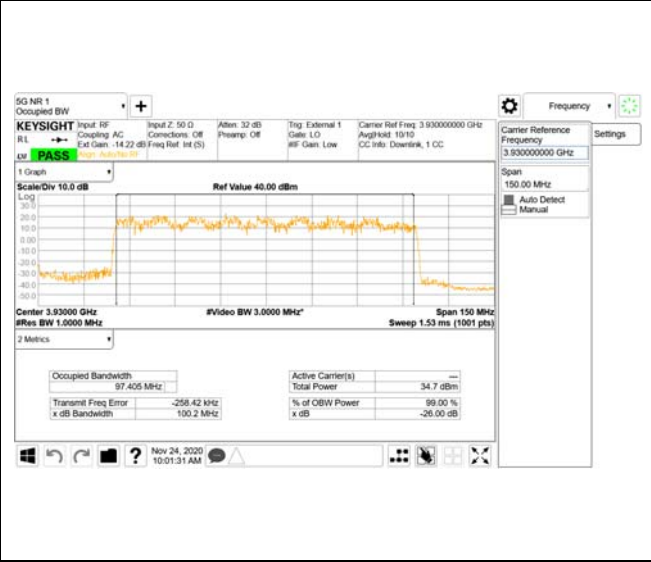 5G NR 1
Occupied BW
Frequency
KEYSIGHT
Input: RF
Input Z: 50 Ω
Atten: 32 dB
Trig: External 1
Carrier Ref Freq: 3.930000000 GHz
R L
Coupling: AC
Corrections: Off
Preamp: Off
Gate: LO
Avg|Hold: 10/10
Ext Gain: -14.22 dB
Freq Ref: Int (S)
#IF Gain: Low
CC Info: Downlink, 1 CC
PASS
Align: Auto/No RF
Carrier Reference
Frequency
3.930000000 GHz
Settings
Span
150.00 MHz
Auto Detect
Manual
1 Graph
Scale/Div 10.0 dB
Ref Value 40.00 dBm
Log
30.0
20.0
10.0
0.00
-10.0
-20.0
-30.0
-40.0
-50.0
Center 3.93000 GHz
#Video BW 3.0000 MHz*
Span 150 MHz
#Res BW 1.0000 MHz
Sweep 1.53 ms (1001 pts)
2 Metrics
Occupied Bandwidth
97.405 MHz
Active Carrier(s)
—
Total Power
34.7 dBm
Transmit Freq Error
-258.42 kHz
% of OBW Power
99.00 %
x dB Bandwidth
100.2 MHz
x dB
-26.00 dB
?
Nov 24, 2020
10:01:31 AM